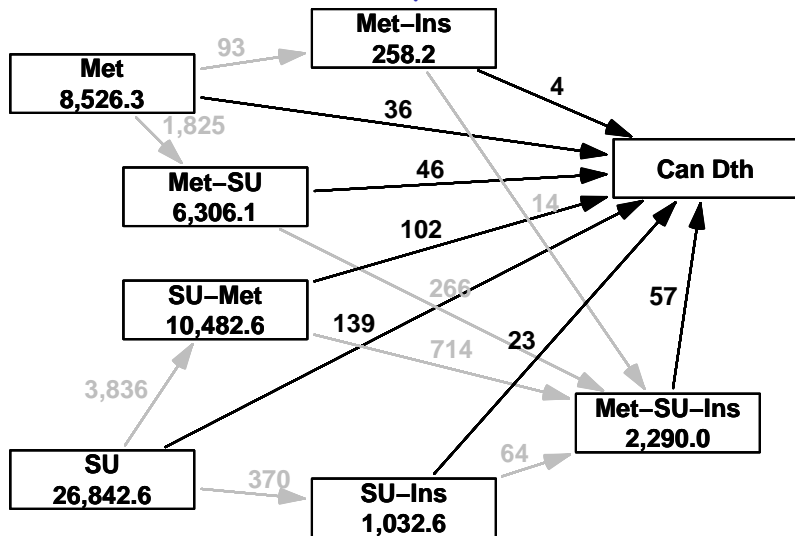 Met−Ins
258.2
93
Met
8,526.3
4
36
1,825
Can Dth
Met−SU
6,306.1
46
14
102
SU−Met
10,482.6
266
57
139
23
714
3,836
Met−SU−Ins
2,290.0
SU
26,842.6
64
370
SU−Ins
1,032.6